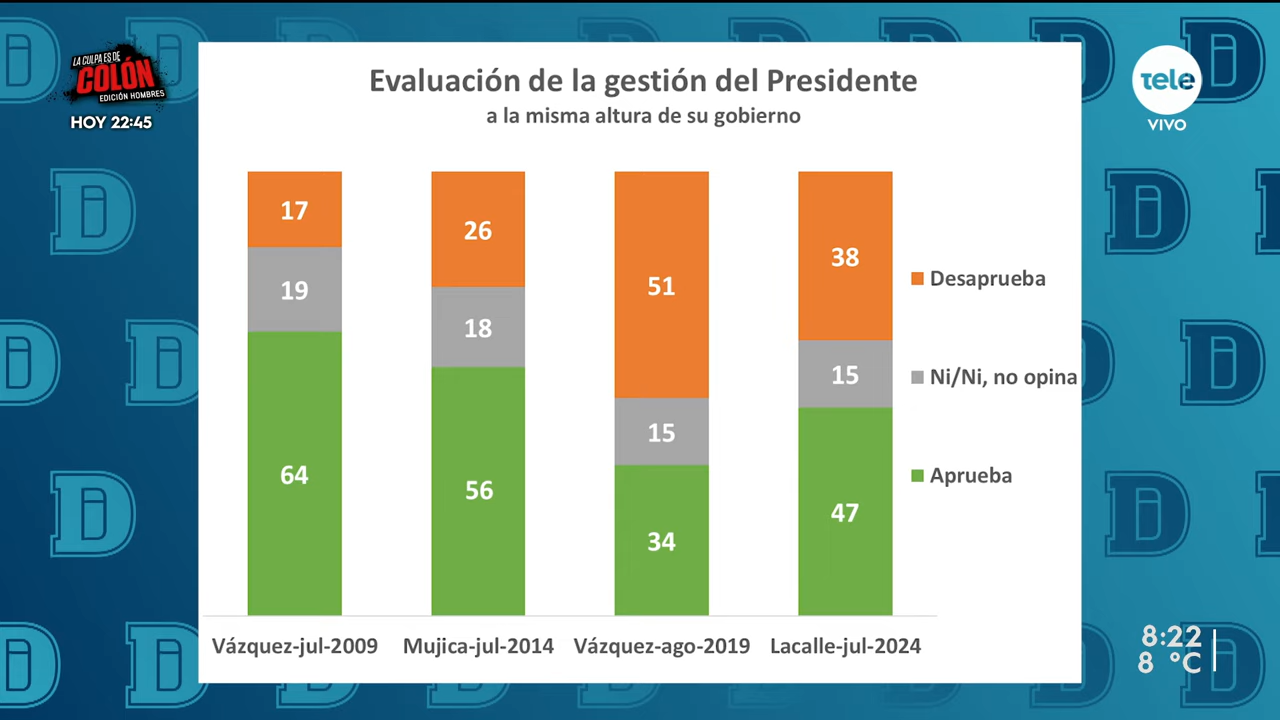 LA CULPA ES DE
COLÓN
EDICIÓN HOMBRES
HOY 22:45
Evaluación de la gestión del Presidente
a la misma altura de su gobierno
tele
VIVO
17
26
51
38
19
18
15
15
64
56
34
47
Desaprueba
Ni/Ni, no opina
Aprueba
Vázquez-jul-2009
Mujica-jul-2014
Vázquez-ago-2019
Lacalle-jul-2024
8:22
8 °C